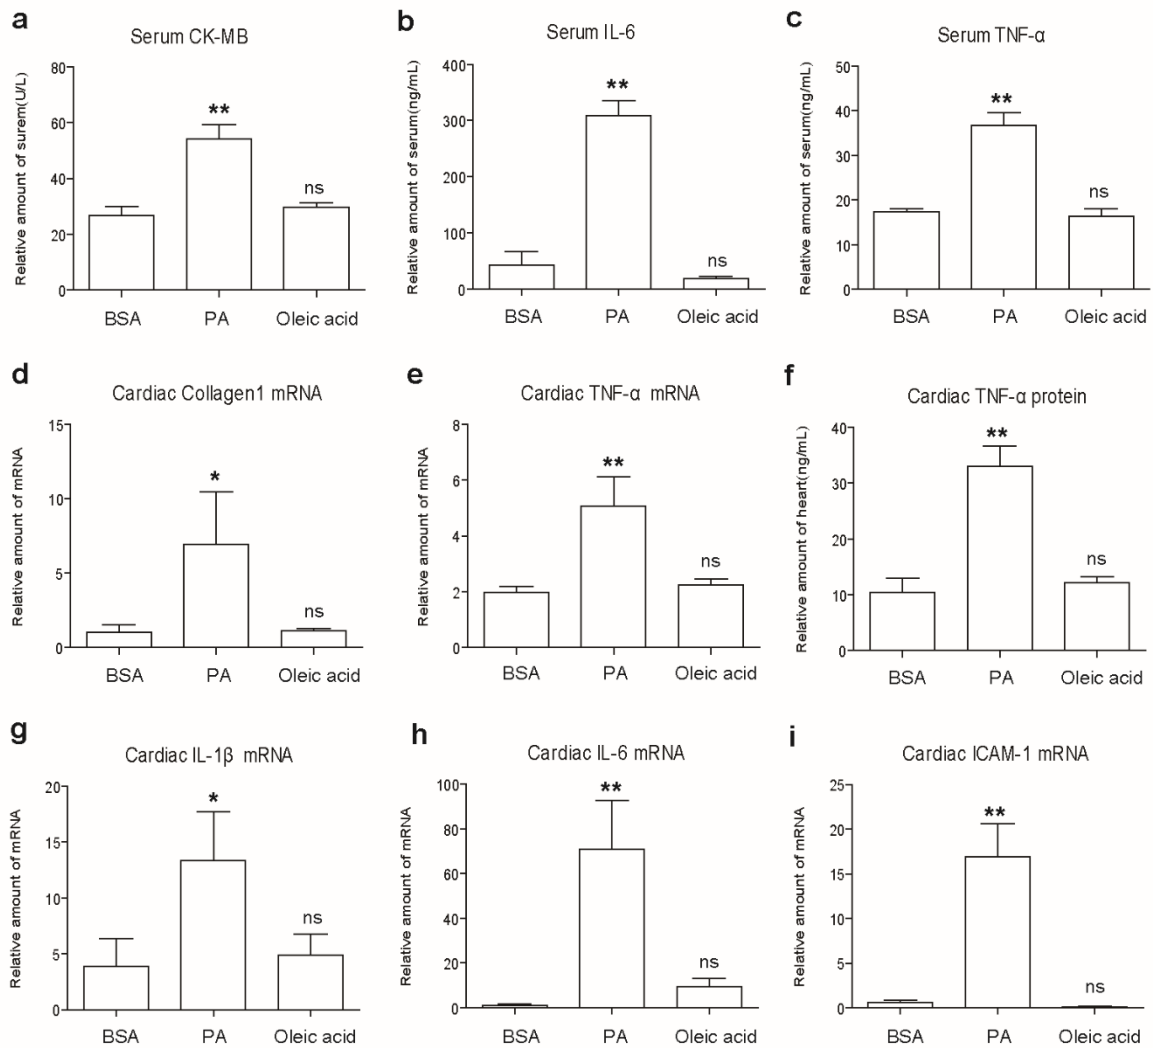 a
Serum CK-MB
Relative amount of surem(U/L)
80
60
40
20
0
**
ns
BSA PA Oleic acid
b
Serum IL-6
Relative amount of serum(ng/mL)
400
300
200
100
0
**
ns
BSA PA Oleic acid
c
Serum TNF-α
Relative amount of serum(ng/mL)
50
40
30
20
10
0
**
ns
BSA PA Oleic acid
d
Cardiac Collagen1 mRNA
Relative amount of mRNA
15
10
5
0
*
ns
BSA PA Oleic acid
e
Cardiac TNF-α mRNA
Relative amount of mRNA
8
6
4
2
0
**
ns
BSA PA Oleic acid
f
Cardiac TNF-α protein
Relative amount of heart(ng/mL)
40
30
20
10
0
**
ns
BSA PA Oleic acid
g
Cardiac IL-1β mRNA
Relative amount of mRNA
20
15
10
5
0
*
ns
BSA PA Oleic acid
h
Cardiac IL-6 mRNA
Relative amount of mRNA
100
80
60
40
20
0
**
ns
BSA PA Oleic acid
i
Cardiac ICAM-1 mRNA
Relative amount of mRNA
25
20
15
10
5
0
**
ns
BSA PA Oleic acid